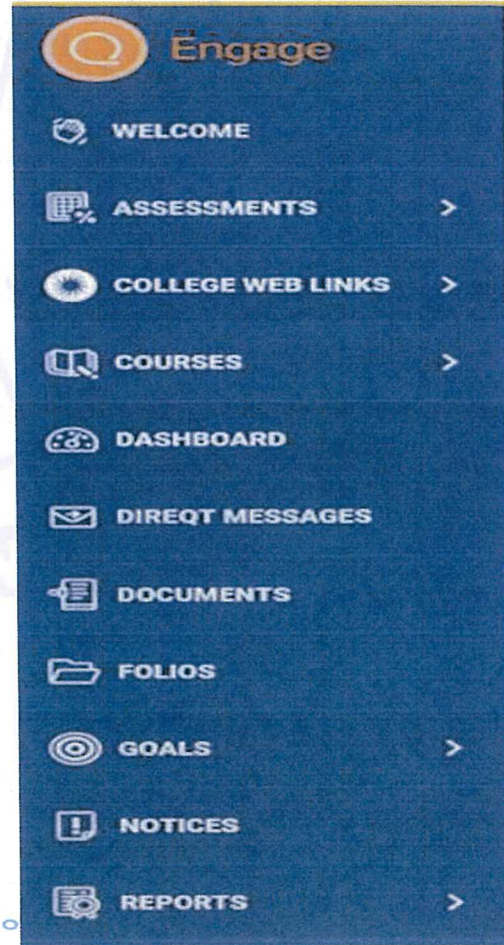 Engage
WELCOME
ASSESSMENTS
COLLEGE WEB LINKS
COURSES
DASHBOARD
DIREQT MESSAGES
DOCUMENTS
FOLIOS
GOALS
NOTICES
REPORTS